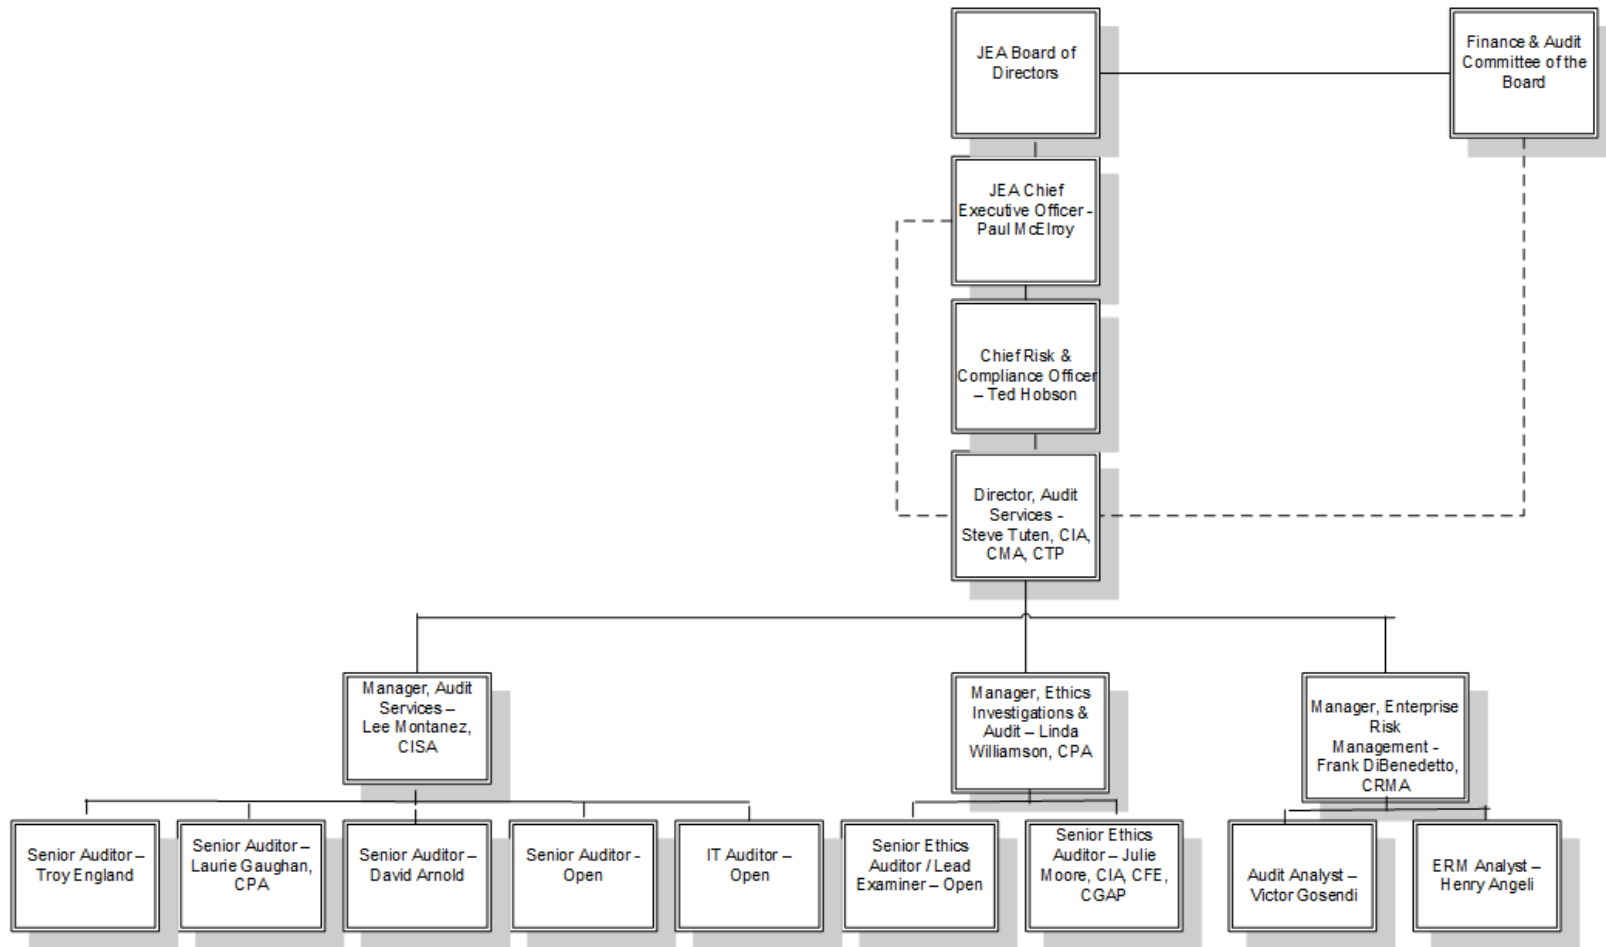 JEA Board of
Directors
Finance & Audit
Committee of the
Board
JEA Chief
Executive Officer -
Paul McElroy
Chief Risk &
Compliance Officer
– Ted Hobson
Director, Audit
Services -
Steve Tuten, CIA,
CMA, CTP
Manager, Audit
Services –
Lee Montanez,
CISA
Manager, Ethics
Investigations &
Audit – Linda
Williamson, CPA
Manager, Enterprise
Risk
Management -
Frank DiBenedetto,
CRMA
Senior Auditor –
Troy England
Senior Auditor –
Laurie Gaughan,
CPA
Senior Auditor –
David Arnold
Senior Auditor -
Open
IT Auditor –
Open
Senior Ethics
Auditor / Lead
Examiner – Open
Senior Ethics
Auditor – Julie
Moore, CIA, CFE,
CGAP
Audit Analyst –
Victor Gosendi
ERM Analyst –
Henry Angeli